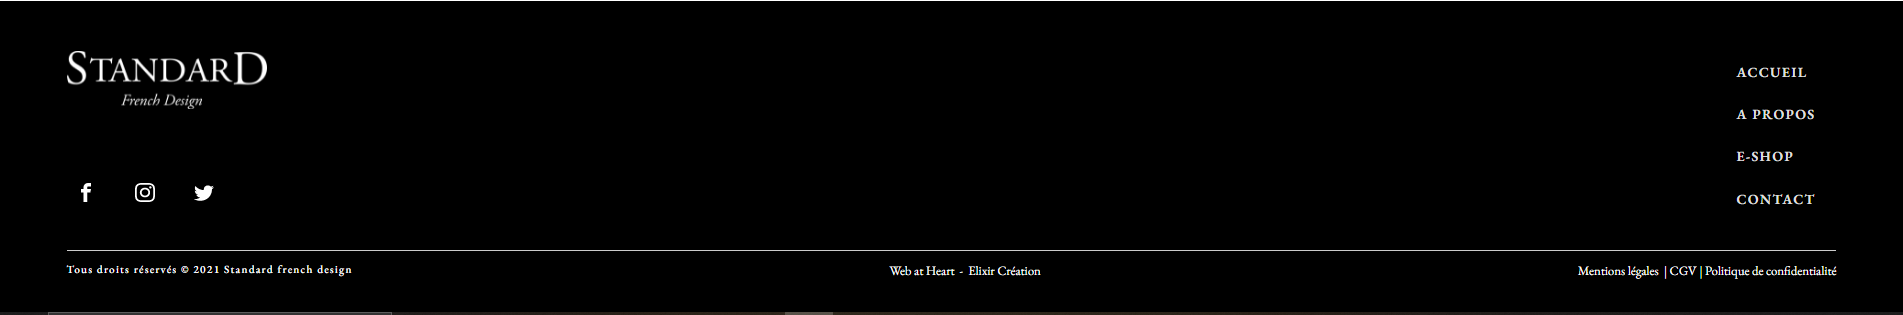 STANDARD
French Design
ACCUEIL
A PROPOS
E-SHOP
CONTACT
Tous droits réservés © 2021 Standard french design
Web at Heart - Elixir Création
Mentions légales | CGV | Politique de confidentialité